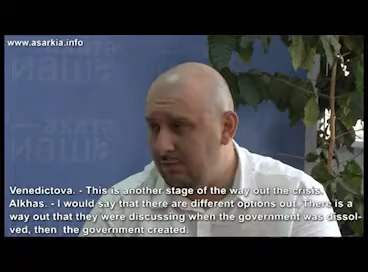 www.asarkia.info
Venedictova. - This is another stage of the way out the crisis.
Alkhas. - I would say that there are different options out. There is a
way out that they were discussing when the government was dissol-
ved, then the government created.